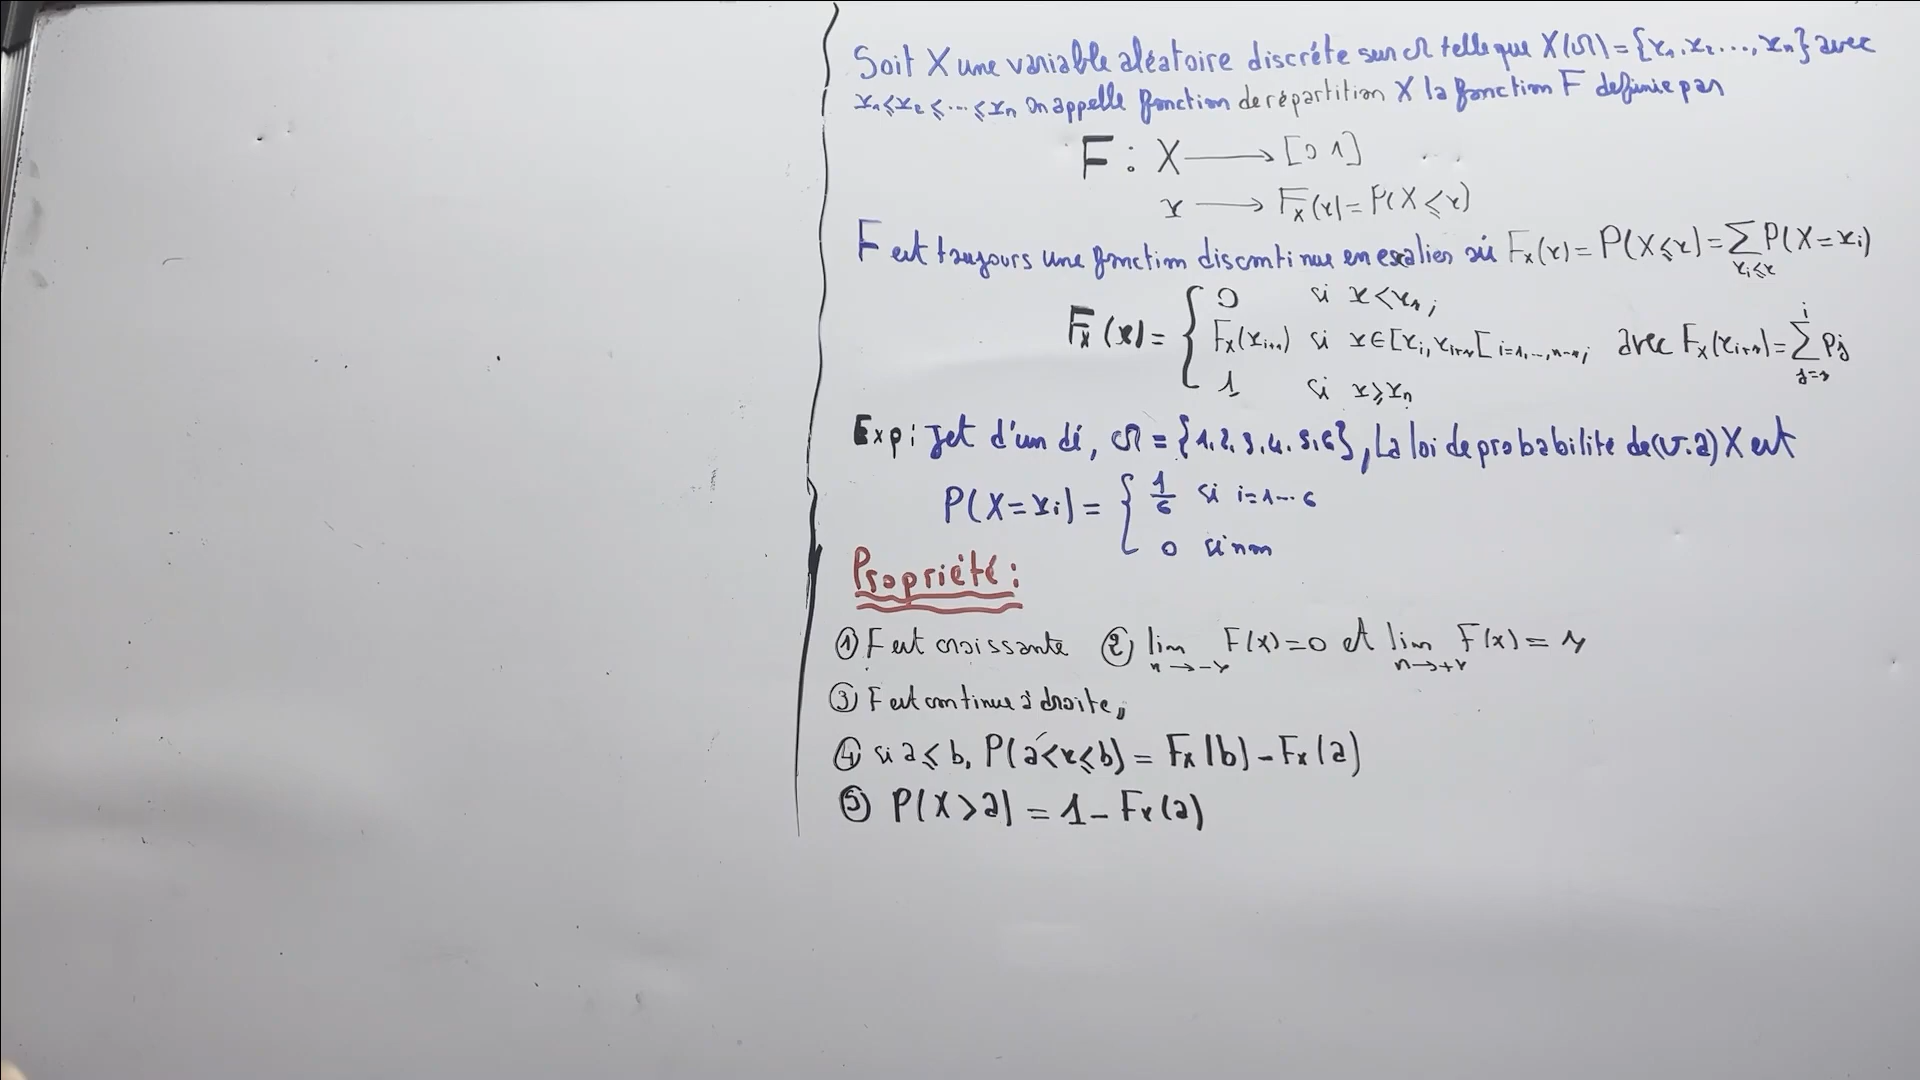 Soit X une variable aléatoire discréte sur Ω telle que X(Ω) = {x₁, x₂ ..., xₙ} avec
x₁ ⩽ x₂ ⩽ ... ⩽ xₙ On appelle fonction de répartition X la fonction F definie par
F : X ⟶ [0 1]
x ⟶ Fₓ(x) = P(X ⩽ x)
F est toujours une fonction discontinue en escalier où Fₓ(x) = P(X ⩽ x) = ∑_{xᵢ⩽x} P(X = xᵢ)
Fₓ(x) = { 0 si x < x₁ ;
Fₓ(xᵢ₊₁) si x ∈ [xᵢ, xᵢ₊₁[ i=1,...,n-1 ; avec Fₓ(xᵢ₊₁) = ∑_{j=1}^{i} Pj
1 si x ⩾ xₙ
Exp : Jet d'un dé, Ω = {1.2.3.4.5.6}, La loi de probabilité de (v.a) X est
P(X = xᵢ) = { 1/6 si i = 1 ... 6
0 sinon
Propriété :
① F est croissante ② lim_{n→-∞} F(x) = 0 et lim_{n→+∞} F(x) = 1
③ F est continue à droite,
④ si a ⩽ b, P(a < x ⩽ b) = Fₓ(b) - Fₓ(a)
⑤ P(X > a) = 1 - Fₓ(a)